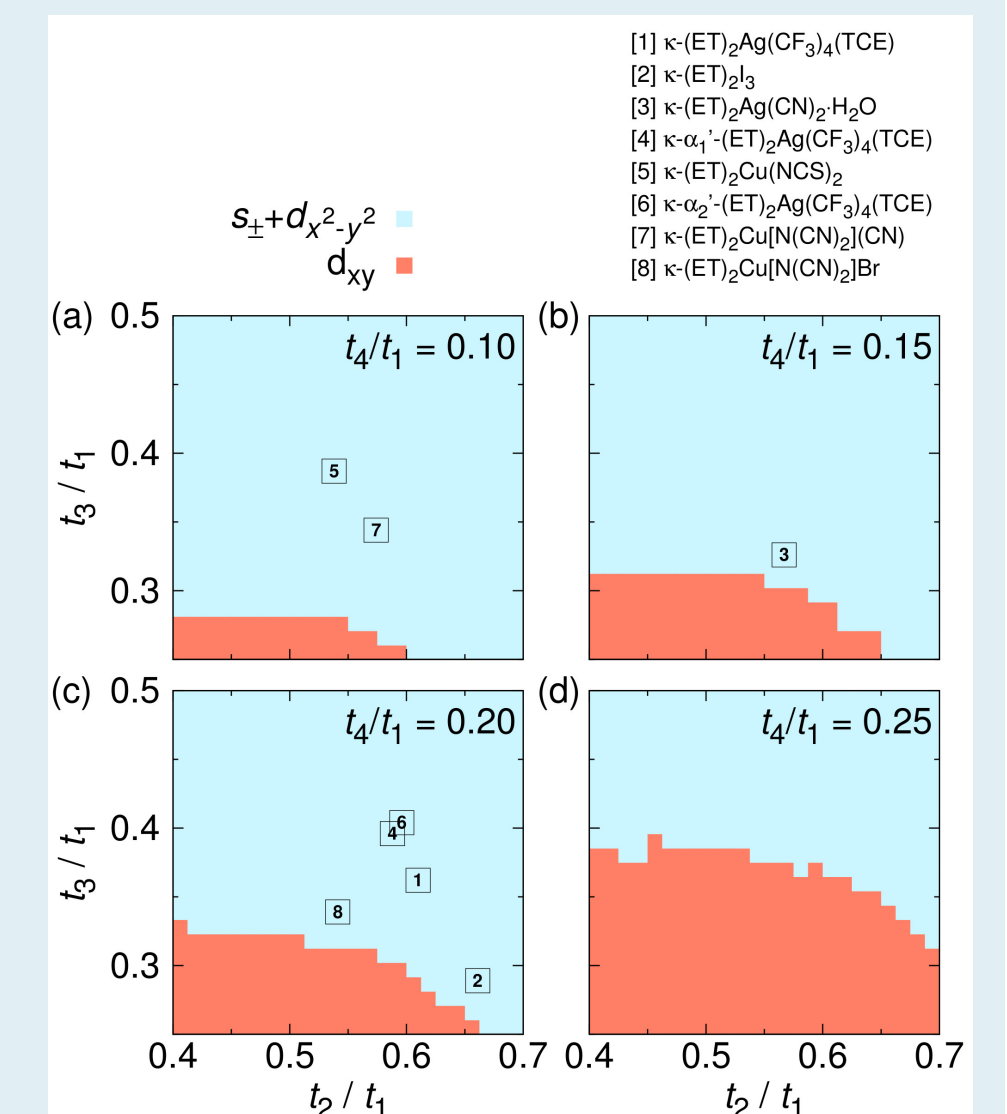 [1] κ-(ET)₂Ag(CF₃)₄(TCE)
[2] κ-(ET)₂I₃
[3] κ-(ET)₂Ag(CN)₂·H₂O
[4] κ-α₁'-(ET)₂Ag(CF₃)₄(TCE)
[5] κ-(ET)₂Cu(NCS)₂
[6] κ-α₂'-(ET)₂Ag(CF₃)₄(TCE)
[7] κ-(ET)₂Cu[N(CN)₂](CN)
[8] κ-(ET)₂Cu[N(CN)₂]Br
s±+dx²-y²
dxy
(a) 0.5 t₄/t₁ = 0.10
0.4
0.3
t₃ / t₁
5
7
(b) t₄/t₁ = 0.15
3
(c) 0.5 t₄/t₁ = 0.20
0.4
0.3
t₃ / t₁
6
4
1
8
2
0.4 0.5 0.6 0.7
t₂ / t₁
(d) t₄/t₁ = 0.25
0.4 0.5 0.6 0.7
t₂ / t₁